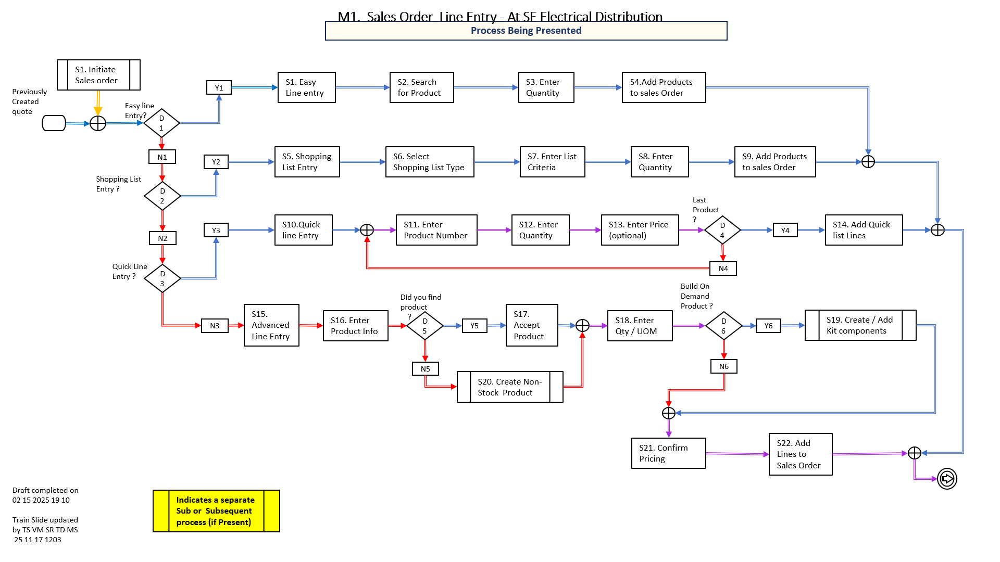 M1.  Sales Order  Line Entry - At SE Electrical Distribution
Process Being Presented
S1. Initiate
Sales order
Previously
Created
quote
Easy line
Entry?
D
1
Y1
S1. Easy
Line entry
S2. Search
for Product
S3. Enter
Quantity
S4.Add Products
to sales Order
N1
Shopping List
Entry ?
D
2
Y2
S5. Shopping
List Entry
S6. Select
Shopping List Type
S7. Enter List
Criteria
S8. Enter
Quantity
S9. Add Products
to sales Order
N2
Quick Line
Entry ?
D
3
Y3
S10.Quick
line Entry
S11. Enter
Product Number
S12. Enter
Quantity
S13. Enter Price
(optional)
Last
Product
?
D
4
Y4
S14. Add Quick
list Lines
N4
N3
S15.
Advanced
Line Entry
S16. Enter
Product Info
Did you find
product
?
D
5
Y5
S17.
Accept
Product
S18. Enter
Qty / UOM
Build On
Demand
Product ?
D
6
Y6
S19. Create / Add
Kit components
N5
S20. Create Non-
Stock  Product
N6
S21. Confirm
Pricing
S22. Add
Lines to
Sales Order
Draft completed on
02 15 2025 19 10
Train Slide updated
by TS VM SR TD MS
25 11 17 1203
Indicates a separate
Sub or  Subsequent
process (if Present)